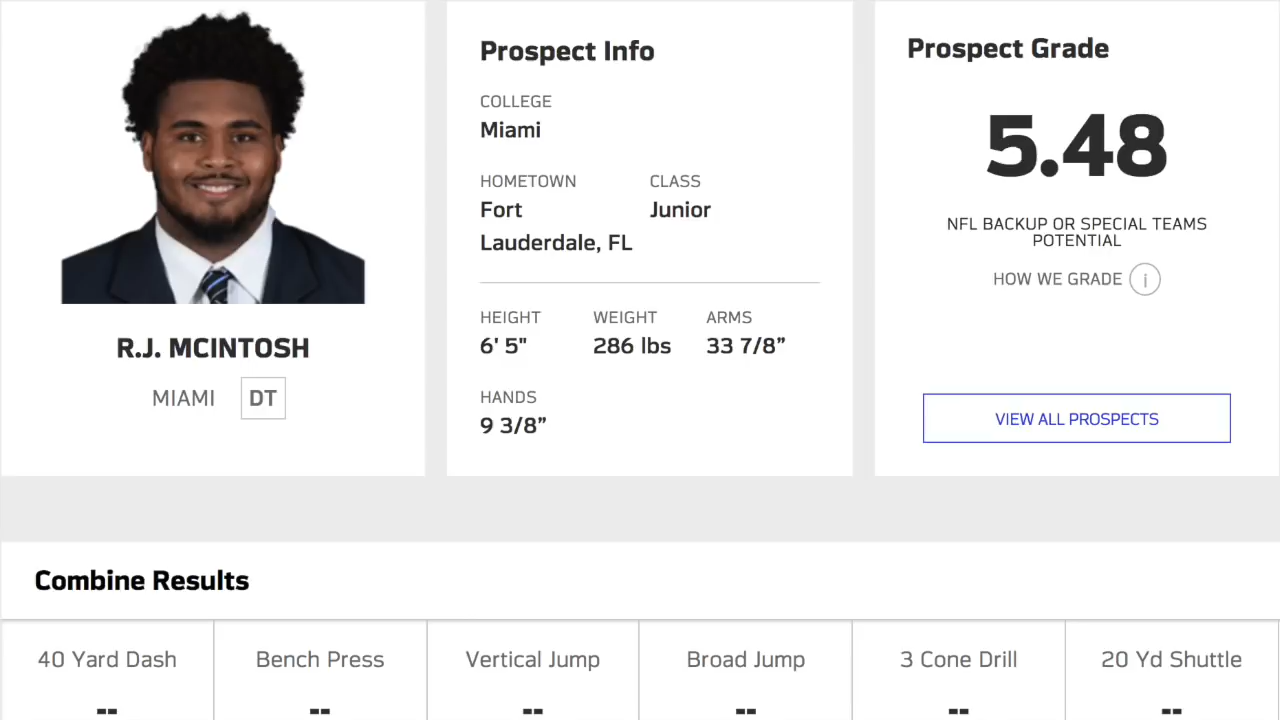 R.J. MCINTOSH
MIAMI DT
Prospect Info
COLLEGE
Miami
HOMETOWN
Fort
Lauderdale, FL
CLASS
Junior
HEIGHT
6' 5"
WEIGHT
286 lbs
ARMS
33 7/8”
HANDS
9 3/8”
Prospect Grade
5.48
NFL BACKUP OR SPECIAL TEAMS
POTENTIAL
HOW WE GRADE i
VIEW ALL PROSPECTS
Combine Results
40 Yard Dash
--
Bench Press
--
Vertical Jump
--
Broad Jump
--
3 Cone Drill
--
20 Yd Shuttle
--